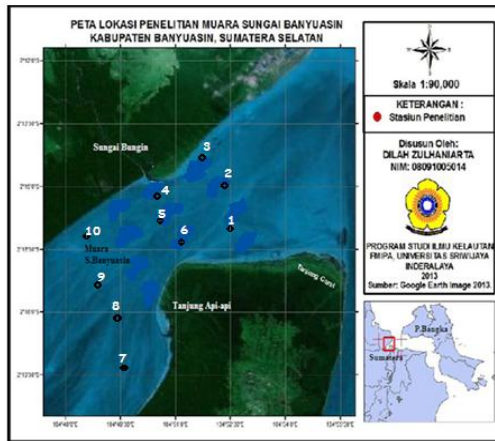 PETA LOKASI PENELITIAN MUARA SUNGAI BANYUASIN
KABUPATEN BANYUASIN, SUMATERA SELATAN
Sungai Bungin
3
2
4
5
1
6
10
Muara
S.Banyuasin
9
8
7
Tanjung Api-api
Tanjung Carat
Skala 1:90,000
KETERANGAN :
Stasiun Penelitian
Disusun Oleh:
DILAH ZULHANIARTA
NIM: 08091005014
PROGRAM STUDI ILMU KELAUTAN
FMIPA, UNIVERSITAS SRIWIJAYA
INDERALAYA
2013
Sumber: Google Earth Image 2013.
P.Bangka
Sumatera